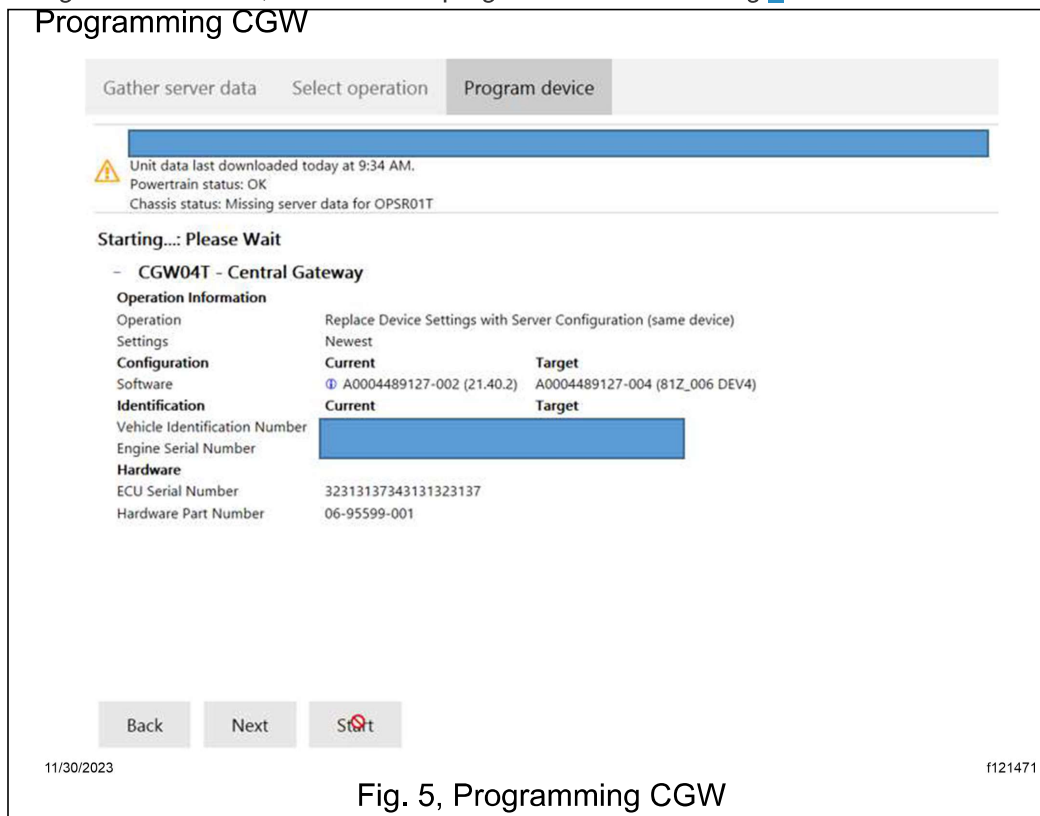 Programming CGW
Gather server data Select operation Program device
Unit data last downloaded today at 9:34 AM.
Powertrain status: OK
Chassis status: Missing server data for OPSR01T
Starting...: Please Wait
- CGW04T - Central Gateway
Operation Information
Operation Replace Device Settings with Server Configuration (same device)
Settings Newest
Configuration Current Target
Software A0004489127-002 (21.40.2) A0004489127-004 (81Z_006 DEV4)
Identification Current Target
Vehicle Identification Number
Engine Serial Number
Hardware
ECU Serial Number 32313137343131323137
Hardware Part Number 06-95599-001
Back Next Start
11/30/2023 f121471
Fig. 5, Programming CGW